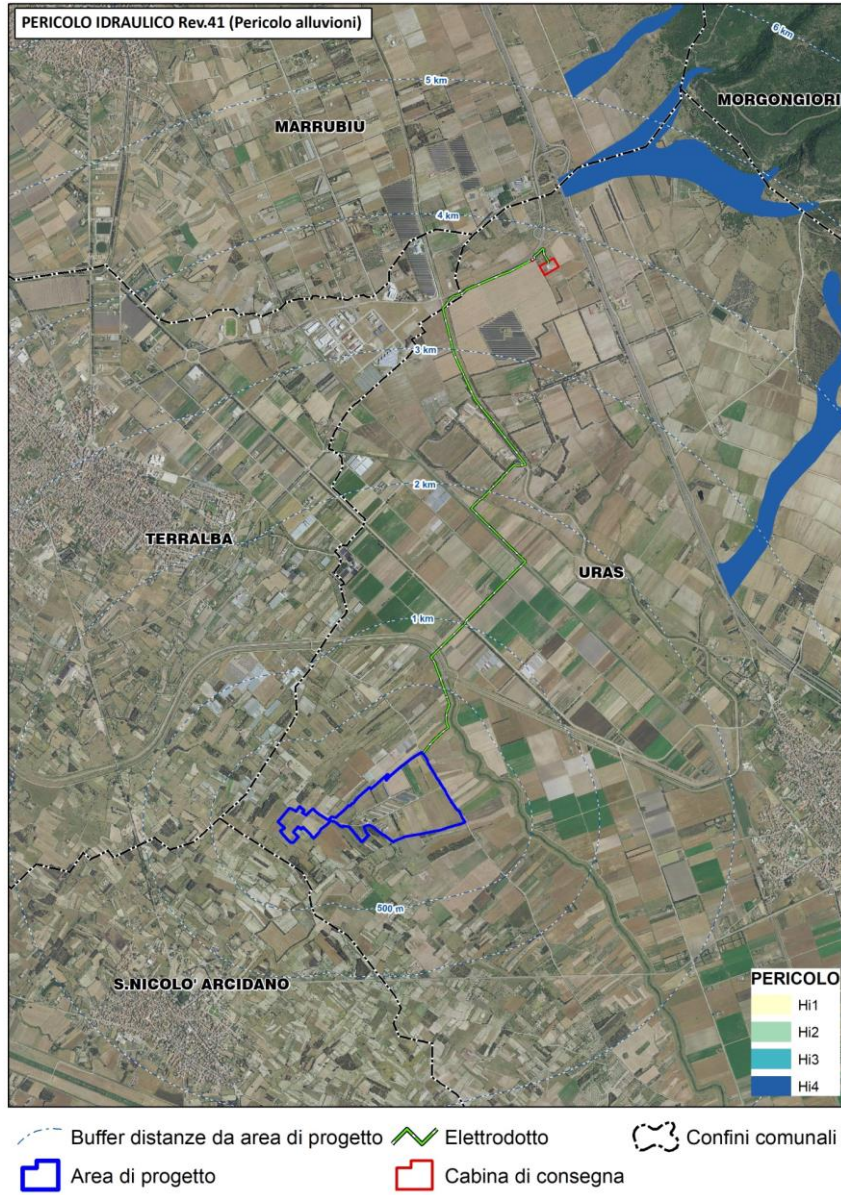 PERICOLO IDRAULICO Rev.41 (Pericolo alluvioni)
6 km
5 km
MORGONGIORI
MARRUBIU
4 km
3 km
2 km
TERRALBA
URAS
1 km
500 m
S.NICOLO' ARCIDANO
PERICOLO
Hi1
Hi2
Hi3
Hi4
Buffer distanze da area di progetto
Elettrodotto
Confini comunali
Area di progetto
Cabina di consegna